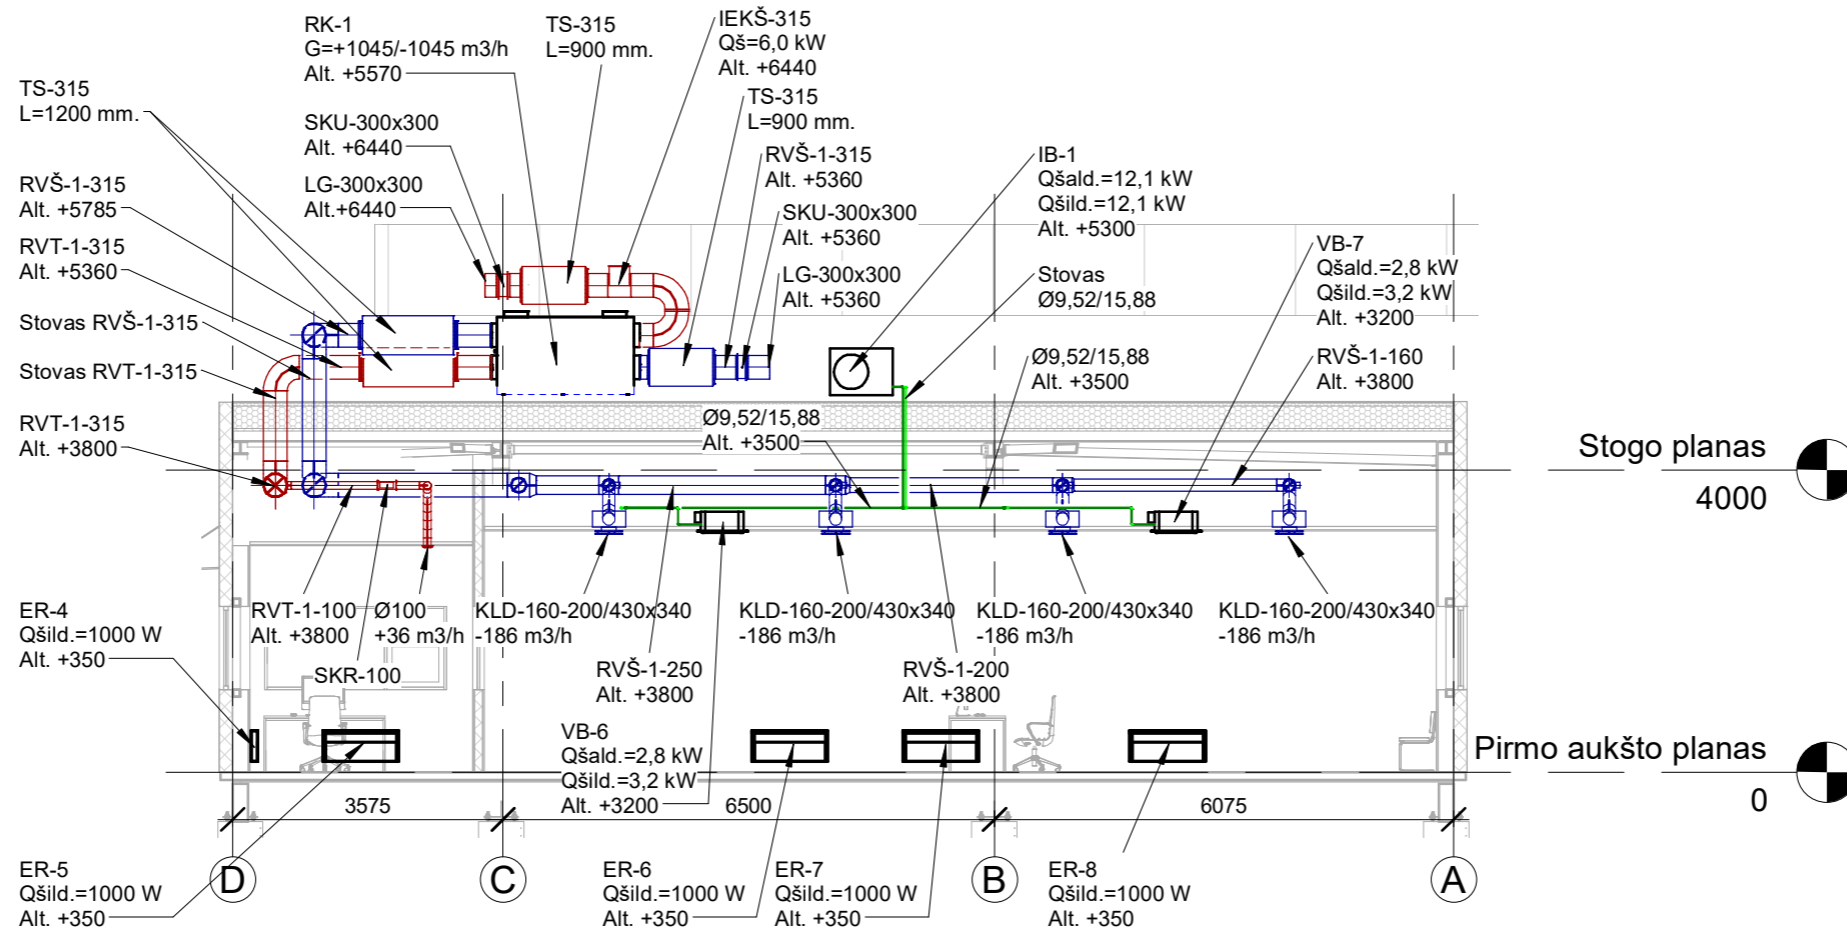 RK-1
G=+1045/-1045 m3/h
Alt. +5570
TS-315
L=900 mm.
IEKŠ-315
Qš=6,0 kW
Alt. +6440
TS-315
L=1200 mm.
TS-315
L=900 mm.
SKU-300x300
Alt. +6440
RVŠ-1-315
Alt. +5360
IB-1
Qšald.=12,1 kW
Qšild.=12,1 kW
Alt. +5300
RVŠ-1-315
Alt. +5785
LG-300x300
Alt.+6440
SKU-300x300
Alt. +5360
VB-7
Qšald.=2,8 kW
Qšild.=3,2 kW
Alt. +3200
RVT-1-315
Alt. +5360
LG-300x300
Alt. +5360
Stovas
Ø9,52/15,88
Stovas RVŠ-1-315
Stovas RVT-1-315
Ø9,52/15,88
Alt. +3500
RVŠ-1-160
Alt. +3800
RVT-1-315
Alt. +3800
Ø9,52/15,88
Alt. +3500
Stogo planas
4000
ER-4
Qšild.=1000 W
Alt. +350
RVT-1-100
Alt. +3800
Ø100
+36 m3/h
KLD-160-200/430x340
-186 m3/h
KLD-160-200/430x340
-186 m3/h
KLD-160-200/430x340
-186 m3/h
KLD-160-200/430x340
-186 m3/h
SKR-100
RVŠ-1-250
Alt. +3800
RVŠ-1-200
Alt. +3800
VB-6
Qšald.=2,8 kW
Qšild.=3,2 kW
Alt. +3200
Pirmo aukšto planas
0
3575
6500
6075
D
C
B
A
ER-5
Qšild.=1000 W
Alt. +350
ER-6
Qšild.=1000 W
Alt. +350
ER-7
Qšild.=1000 W
Alt. +350
ER-8
Qšild.=1000 W
Alt. +350